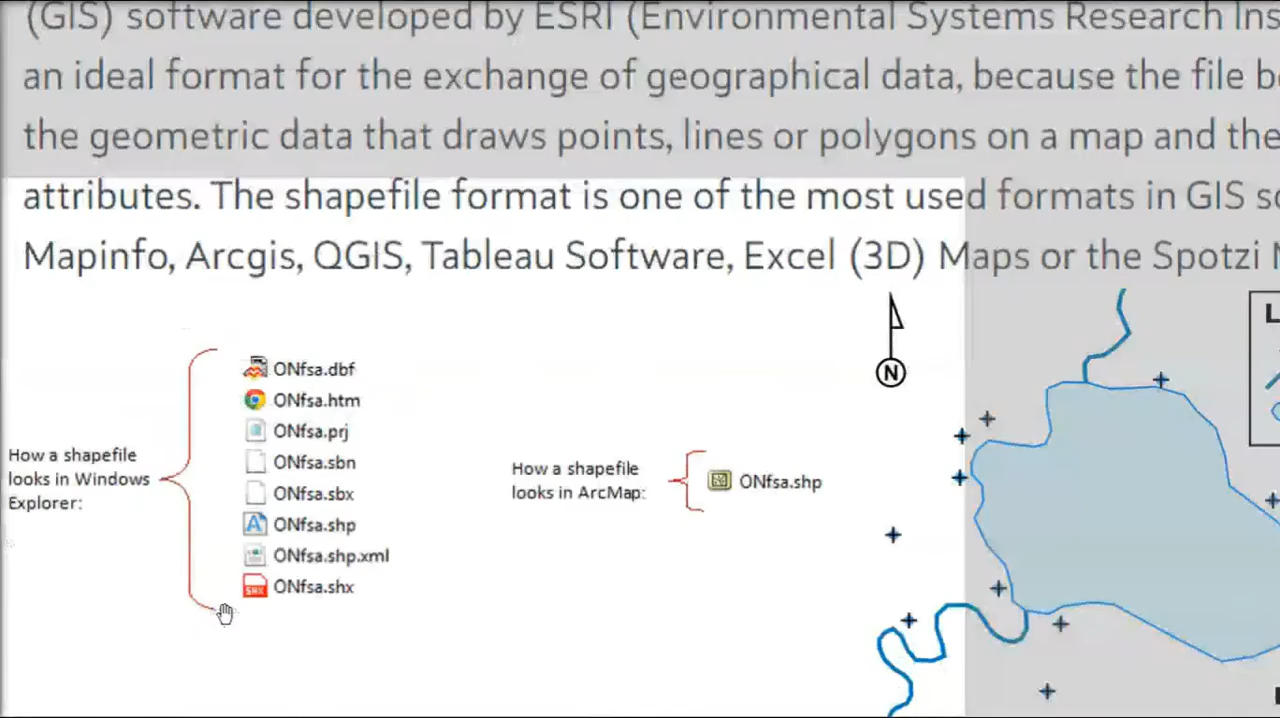 (GIS) software developed by ESRI (Environmental Systems Research Ins
an ideal format for the exchange of geographical data, because the file
the geometric data that draws points, lines or polygons on a map and the
attributes. The shapefile format is one of the most used formats in GIS
Mapinfo, Arcgis, QGIS, Tableau Software, Excel (3D) Maps or the Spotzi
N
ONfsa.dbf
ONfsa.htm
ONfsa.prj
ONfsa.sbn
ONfsa.sbx
ONfsa.shp
ONfsa.shp.xml
ONfsa.shx
How a shapefile
looks in Windows
Explorer:
How a shapefile
looks in ArcMap:
ONfsa.shp